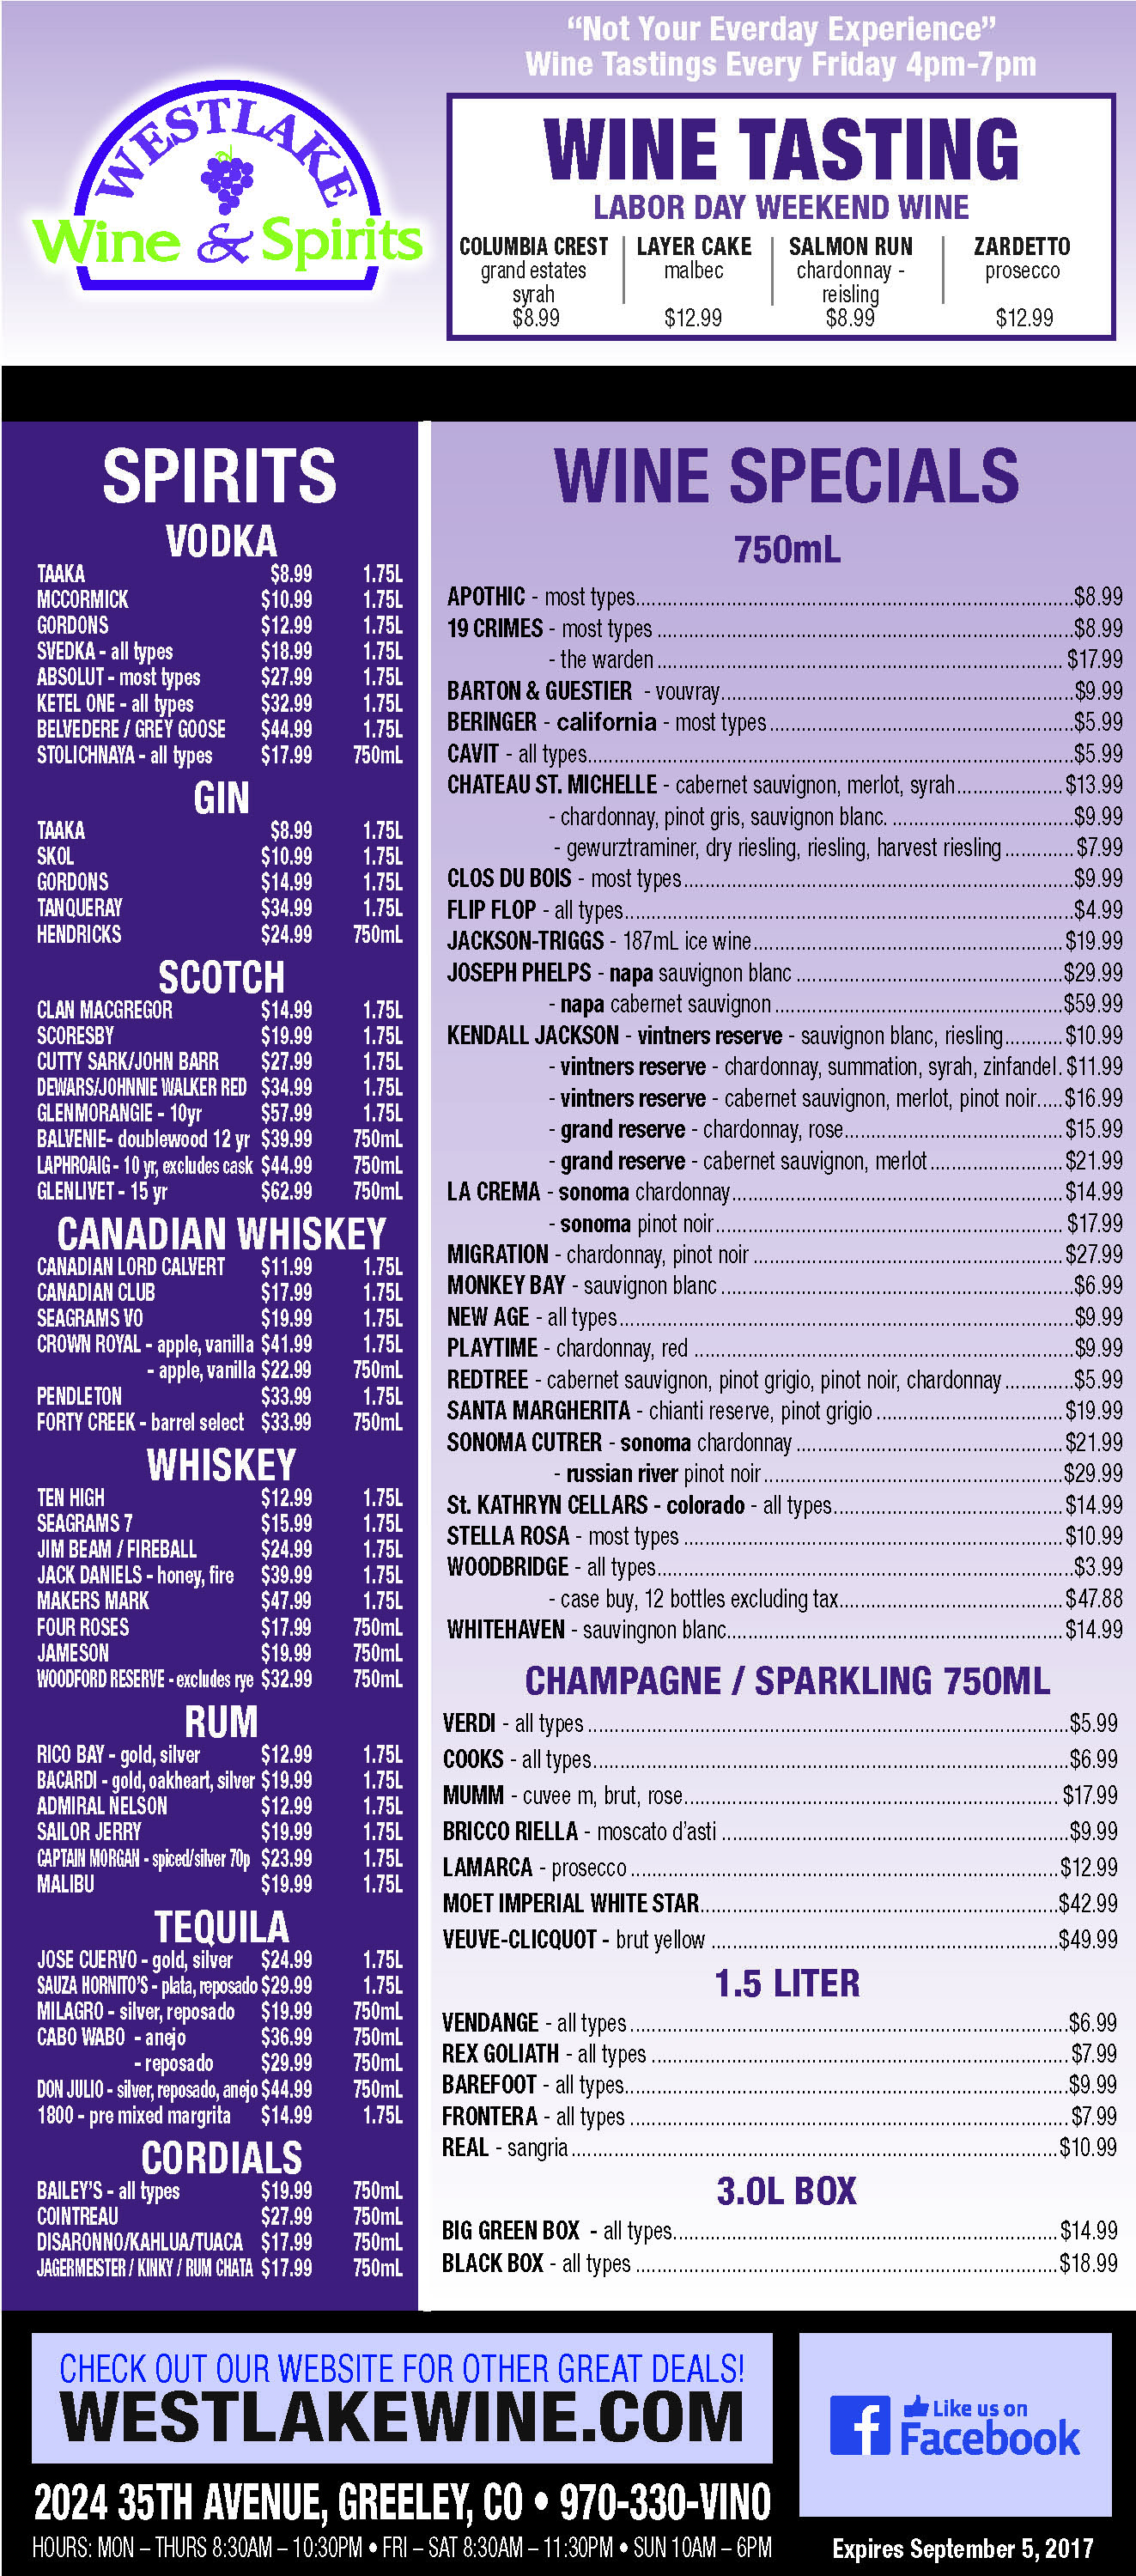 “Not Your Everday Experience”
Wine Tastings Every Friday 4pm-7pm
WESTLAKE
Wine & Spirits
WINE TASTING
LABOR DAY WEEKEND WINE
COLUMBIA CREST LAYER CAKE SALMON RUN ZARDETTO
grand estates malbec chardonnay - prosecco
syrah reisling
$8.99 $12.99 $8.99 $12.99
SPIRITS
VODKA
TAAKA $8.99 1.75L
MCCORMICK $10.99 1.75L
GORDONS $12.99 1.75L
SVEDKA - all types $18.99 1.75L
ABSOLUT - most types $27.99 1.75L
KETEL ONE - all types $32.99 1.75L
BELVEDERE / GREY GOOSE $44.99 1.75L
STOLICHNAYA - all types $17.99 750mL
GIN
TAAKA $8.99 1.75L
SKOL $10.99 1.75L
GORDONS $14.99 1.75L
TANQUERAY $34.99 1.75L
HENDRICKS $24.99 750mL
SCOTCH
CLAN MACGREGOR $14.99 1.75L
SCORESBY $19.99 1.75L
CUTTY SARK/JOHN BARR $27.99 1.75L
DEWARS/JOHNNIE WALKER RED $34.99 1.75L
GLENMORANGIE - 10yr $57.99 1.75L
BALVENIE- doublewood 12 yr $39.99 750mL
LAPHROAIG - 10 yr, excludes cask $44.99 750mL
GLENLIVET - 15 yr $62.99 750mL
CANADIAN WHISKEY
CANADIAN LORD CALVERT $11.99 1.75L
CANADIAN CLUB $17.99 1.75L
SEAGRAMS VO $19.99 1.75L
CROWN ROYAL - apple, vanilla $41.99 1.75L
- apple, vanilla $22.99 750mL
PENDLETON $33.99 1.75L
FORTY CREEK - barrel select $33.99 750mL
WHISKEY
TEN HIGH $12.99 1.75L
SEAGRAMS 7 $15.99 1.75L
JIM BEAM / FIREBALL $24.99 1.75L
JACK DANIELS - honey, fire $39.99 1.75L
MAKERS MARK $47.99 1.75L
FOUR ROSES $17.99 750mL
JAMESON $19.99 750mL
WOODFORD RESERVE - excludes rye $32.99 750mL
RUM
RICO BAY - gold, silver $12.99 1.75L
BACARDI - gold, oakheart, silver $19.99 1.75L
ADMIRAL NELSON $12.99 1.75L
SAILOR JERRY $19.99 1.75L
CAPTAIN MORGAN - spiced/silver 70p $23.99 1.75L
MALIBU $19.99 1.75L
TEQUILA
JOSE CUERVO - gold, silver $24.99 1.75L
SAUZA HORNITO'S - plata, reposado $29.99 1.75L
MILAGRO - silver, reposado $19.99 750mL
CABO WABO - anejo $36.99 750mL
- reposado $29.99 750mL
DON JULIO - silver, reposado, anejo $44.99 750mL
1800 - pre mixed margrita $14.99 1.75L
CORDIALS
BAILEY'S - all types $19.99 750mL
COINTREAU $27.99 750mL
DISARONNO/KAHLUA/TUACA $17.99 750mL
JAGERMEISTER / KINKY / RUM CHATA $17.99 750mL
WINE SPECIALS
750mL
APOTHIC - most types $8.99
19 CRIMES - most types $8.99
- the warden $17.99
BARTON & GUESTIER - vouvray $9.99
BERINGER - california - most types $5.99
CAVIT - all types $5.99
CHATEAU ST. MICHELLE - cabernet sauvignon, merlot, syrah $13.99
- chardonnay, pinot gris, sauvignon blanc. $9.99
- gewurztraminer, dry riesling, riesling, harvest riesling $7.99
CLOS DU BOIS - most types $9.99
FLIP FLOP - all types $4.99
JACKSON-TRIGGS - 187mL ice wine $19.99
JOSEPH PHELPS - napa sauvignon blanc $29.99
- napa cabernet sauvignon $59.99
KENDALL JACKSON - vintners reserve - sauvignon blanc, riesling $10.99
- vintners reserve - chardonnay, summation, syrah, zinfandel. $11.99
- vintners reserve - cabernet sauvignon, merlot, pinot noir $16.99
- grand reserve - chardonnay, rose $15.99
- grand reserve - cabernet sauvignon, merlot $21.99
LA CREMA - sonoma chardonnay $14.99
- sonoma pinot noir $17.99
MIGRATION - chardonnay, pinot noir $27.99
MONKEY BAY - sauvignon blanc $6.99
NEW AGE - all types $9.99
PLAYTIME - chardonnay, red $9.99
REDTREE - cabernet sauvignon, pinot grigio, pinot noir, chardonnay $5.99
SANTA MARGHERITA - chianti reserve, pinot grigio $19.99
SONOMA CUTRER - sonoma chardonnay $21.99
- russian river pinot noir $29.99
St. KATHRYN CELLARS - colorado - all types $14.99
STELLA ROSA - most types $10.99
WOODBRIDGE - all types $3.99
- case buy, 12 bottles excluding tax $47.88
WHITEHAVEN - sauvingnon blanc $14.99
CHAMPAGNE / SPARKLING 750ML
VERDI - all types $5.99
COOKS - all types $6.99
MUMM - cuvee m, brut, rose $17.99
BRICCO RIELLA - moscato d'asti $9.99
LAMARCA - prosecco $12.99
MOET IMPERIAL WHITE STAR $42.99
VEUVE-CLICQUOT - brut yellow $49.99
1.5 LITER
VENDANGE - all types $6.99
REX GOLIATH - all types $7.99
BAREFOOT - all types $9.99
FRONTERA - all types $7.99
REAL - sangria $10.99
3.0L BOX
BIG GREEN BOX - all types $14.99
BLACK BOX - all types $18.99
CHECK OUT OUR WEBSITE FOR OTHER GREAT DEALS!
WESTLAKEWINE.COM
f Like us on
Facebook
2024 35TH AVENUE, GREELEY, CO • 970-330-VINO
HOURS: MON – THURS 8:30AM – 10:30PM • FRI – SAT 8:30AM – 11:30PM • SUN 10AM – 6PM
Expires September 5, 2017